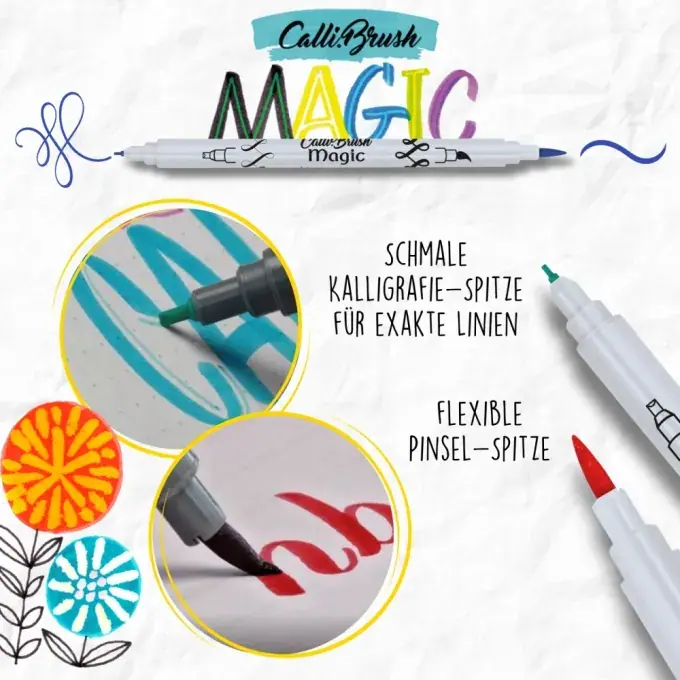 Calli.Brush
MAGIC
Calli.Brush
Magic
SCHMALE
KALLIGRAFIE-SPITZE
FÜR EXAKTE LINIEN
FLEXIBLE
PINSEL-SPITZE